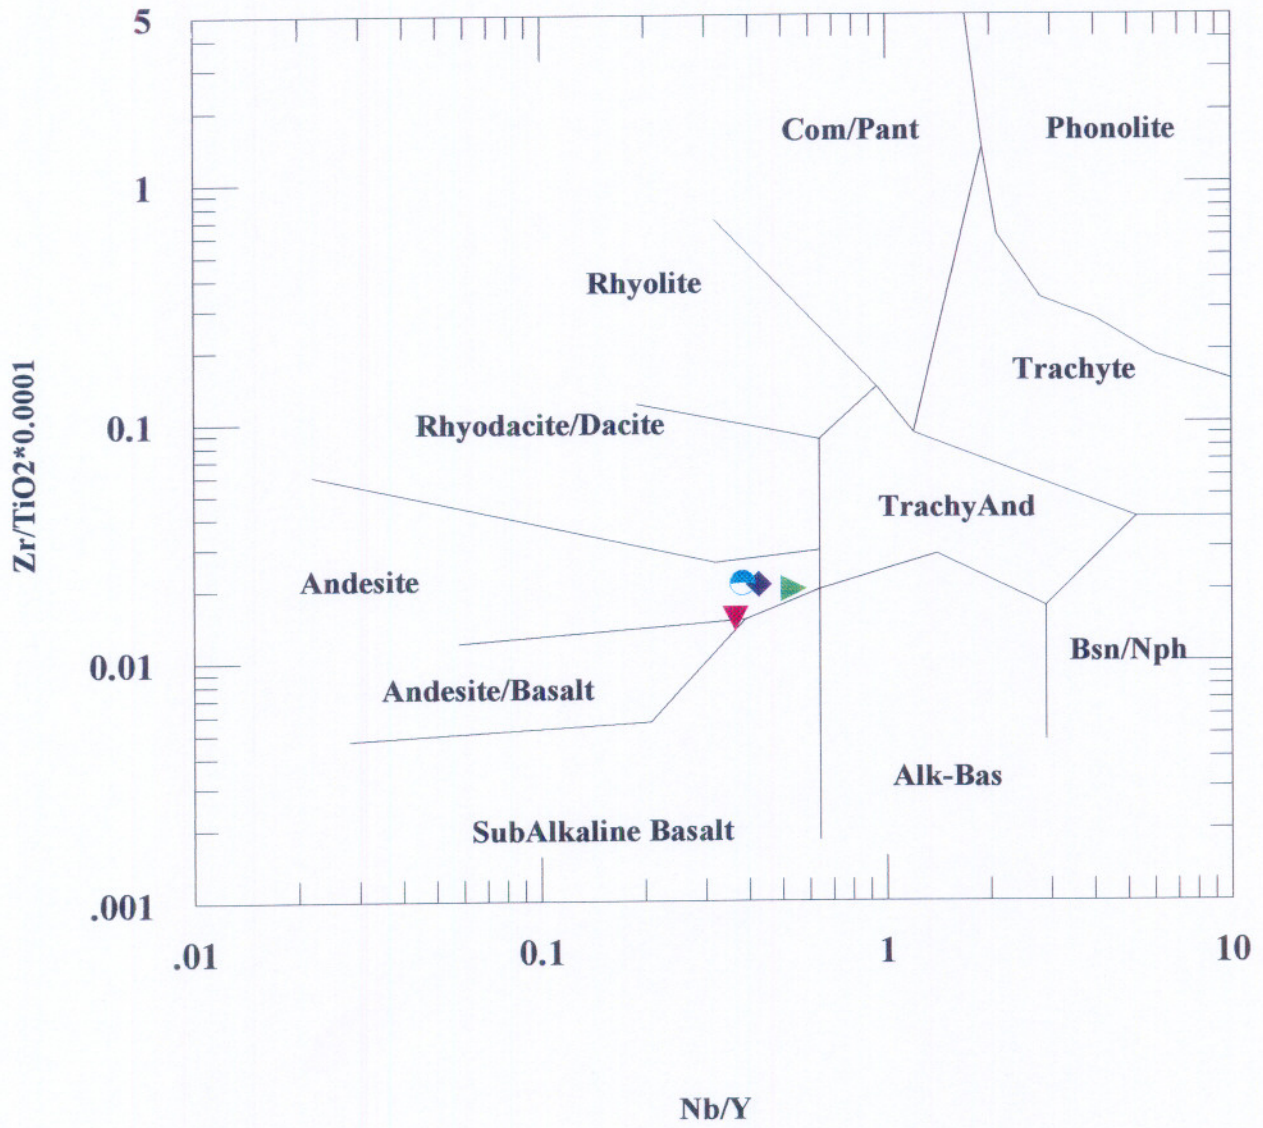 5
Com/Pant
Phonolite
1
Rhyolite
Trachyte
Rhyodacite/Dacite
0.1
TrachyAnd
Zr/TiO2*0.0001
Andesite
Bsn/Nph
0.01
Andesite/Basalt
Alk-Bas
SubAlkaline Basalt
.001
.01
0.1
1
10
Nb/Y